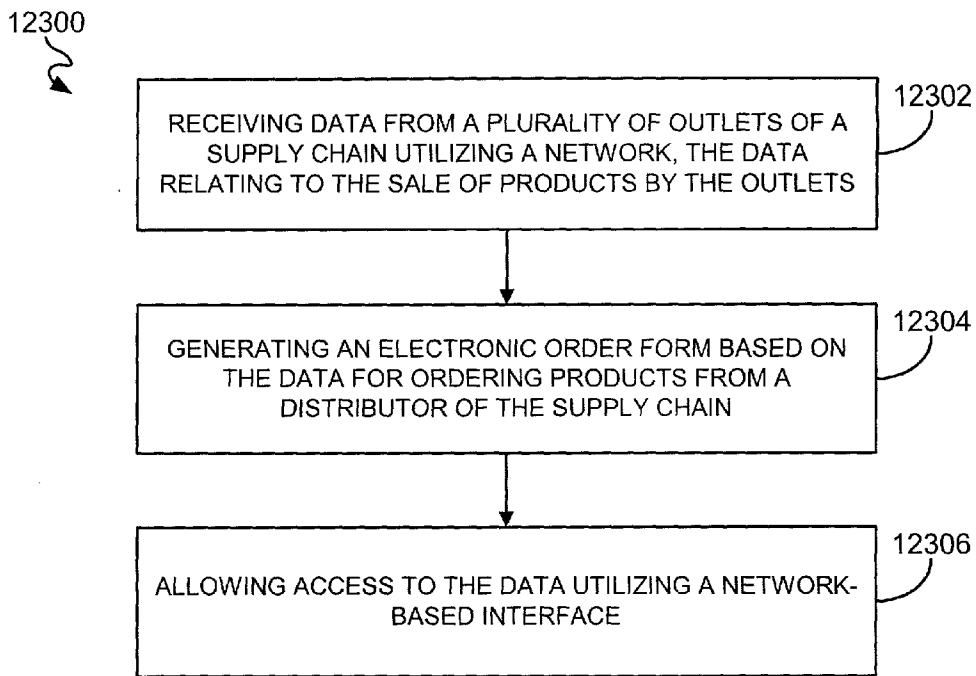 12300
12302
RECEIVING DATA FROM A PLURALITY OF OUTLETS OF A
SUPPLY CHAIN UTILIZING A NETWORK, THE DATA
RELATING TO THE SALE OF PRODUCTS BY THE OUTLETS
12304
GENERATING AN ELECTRONIC ORDER FORM BASED ON
THE DATA FOR ORDERING PRODUCTS FROM A
DISTRIBUTOR OF THE SUPPLY CHAIN
12306
ALLOWING ACCESS TO THE DATA UTILIZING A NETWORK-
BASED INTERFACE